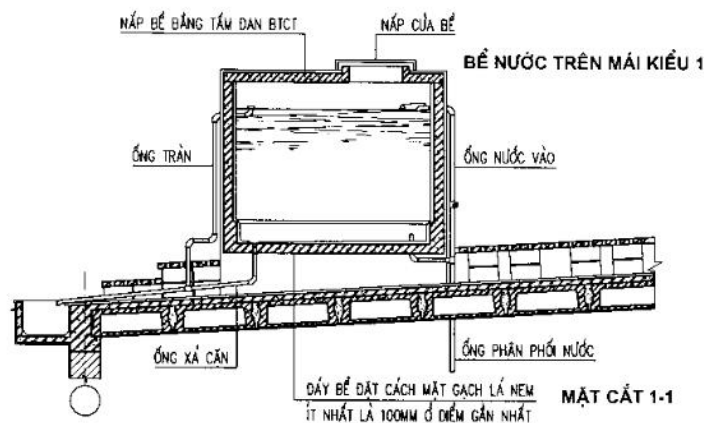 NẮP BỂ BẰNG TẤM ĐAN BTCT
NẮP CỬA BỂ
BỂ NƯỚC TRÊN MÁI KIỂU 1
ỐNG TRÀN
ỐNG NƯỚC VÀO
ỐNG XẢ CẶN
ỐNG PHÂN PHỐI NƯỚC
ĐÁY BỂ ĐẶT CÁCH MẶT GẠCH LÁ NEM
ÍT NHẤT LÀ 100MM Ở ĐIỂM GẦN NHẤT
MẶT CẮT 1-1